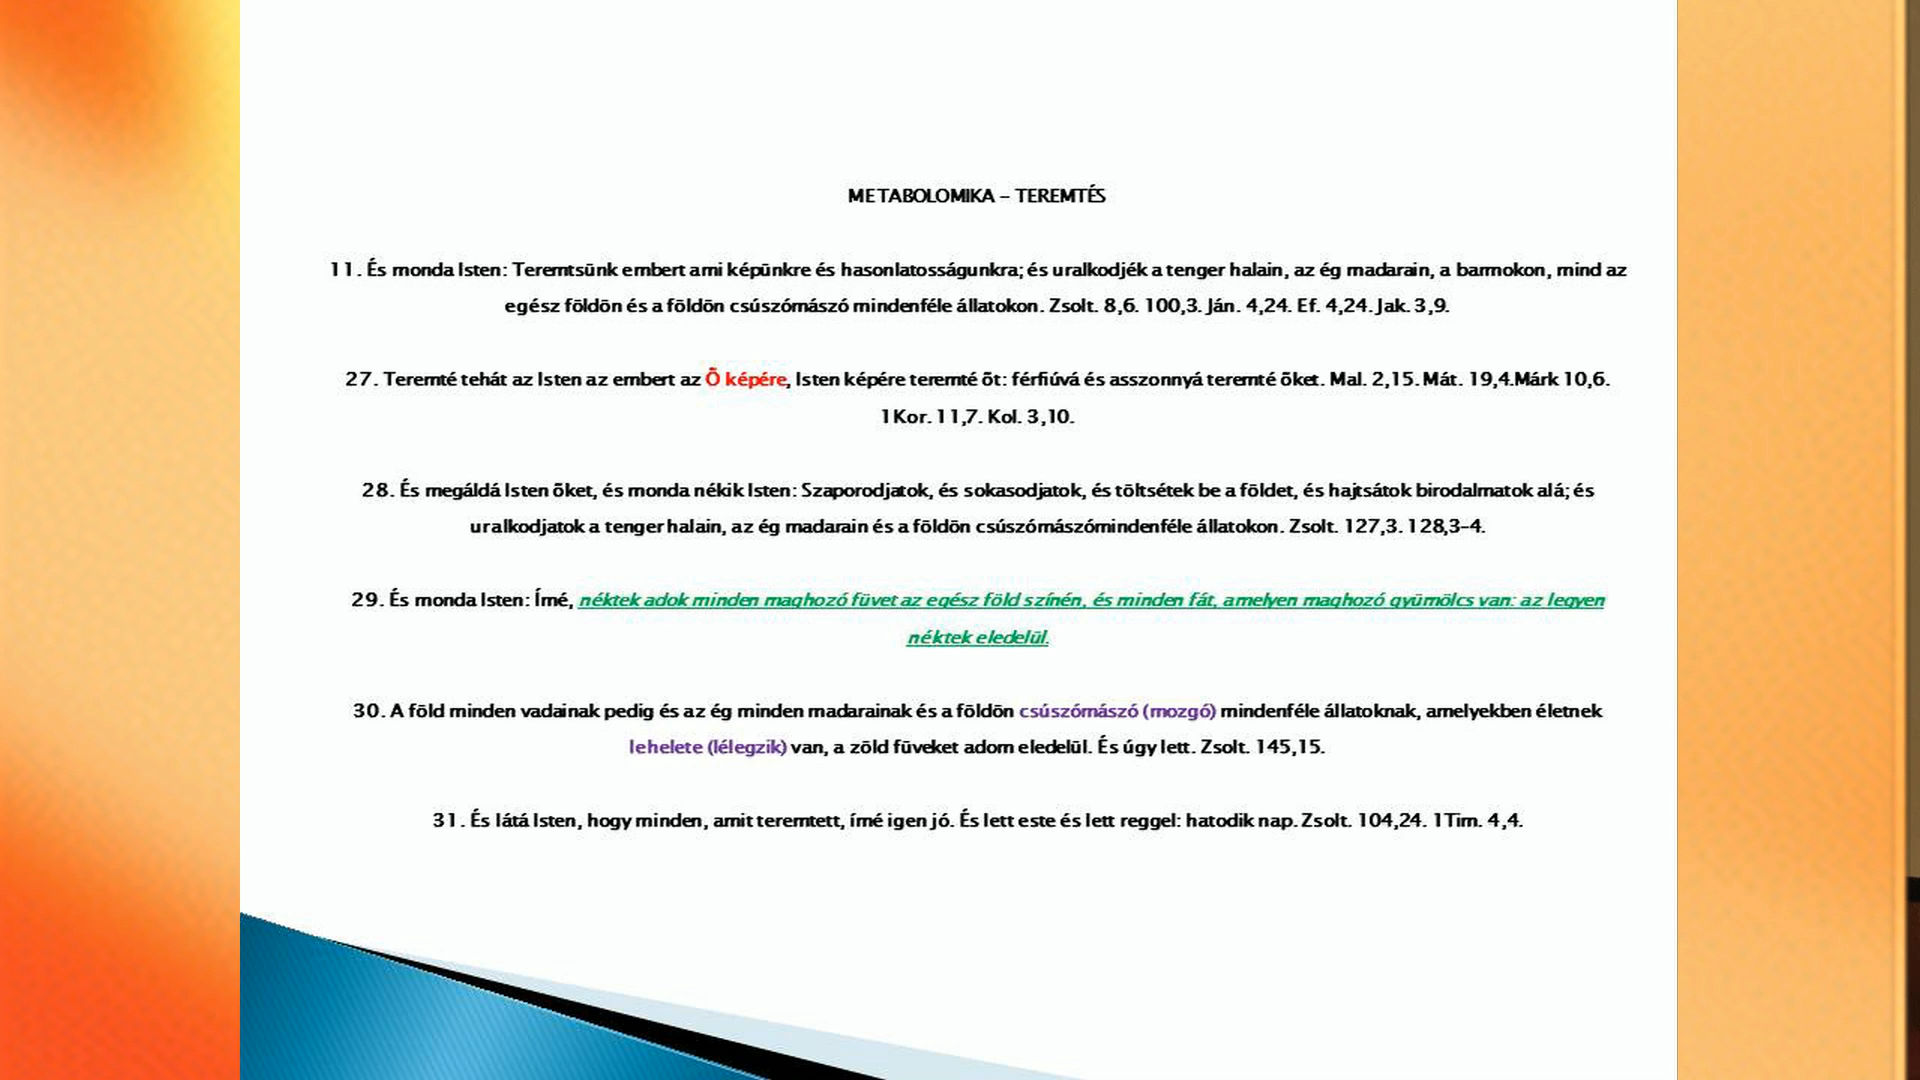 METABOLOMIKA – TEREMTÉS
11. És monda Isten: Teremtsünk embert ami képünkre és hasonlatosságunkra; és uralkodjék a tenger halain, az ég madarain, a barmokon, mind az
egész földön és a földön csúszómászó mindenféle állatokon. Zsolt. 8,6. 100,3. Ján. 4,24. Ef. 4,24. Jak. 3,9.
27. Teremté tehát az Isten az embert az Õ képére, Isten képére teremté õt: férfiúvá és asszonnyá teremté õket. Mal. 2,15. Mát. 19,4.Márk 10,6.
1Kor. 11,7. Kol. 3,10.
28. És megáldá Isten õket, és monda nékik Isten: Szaporodjatok, és sokasodjatok, és töltsétek be a földet, és hajtsátok birodalmatok alá; és
uralkodjatok a tenger halain, az ég madarain és a földön csúszómászómindenféle állatokon. Zsolt. 127,3. 128,3-4.
29. És monda Isten: Ímé, néktek adok minden maghozó füvet az egész föld színén, és minden fát, amelyen maghozó gyümölcs van: az legyen
néktek eledelül.
30. A föld minden vadainak pedig és az ég minden madarainak és a földön csúszómászó (mozgó) mindenféle állatoknak, amelyekben életnek
lehelete (lélegzik) van, a zöld füveket adom eledelül. És úgy lett. Zsolt. 145,15.
31. És látá Isten, hogy minden, amit teremtett, ímé igen jó. És lett este és lett reggel: hatodik nap. Zsolt. 104,24. 1Tim. 4,4.